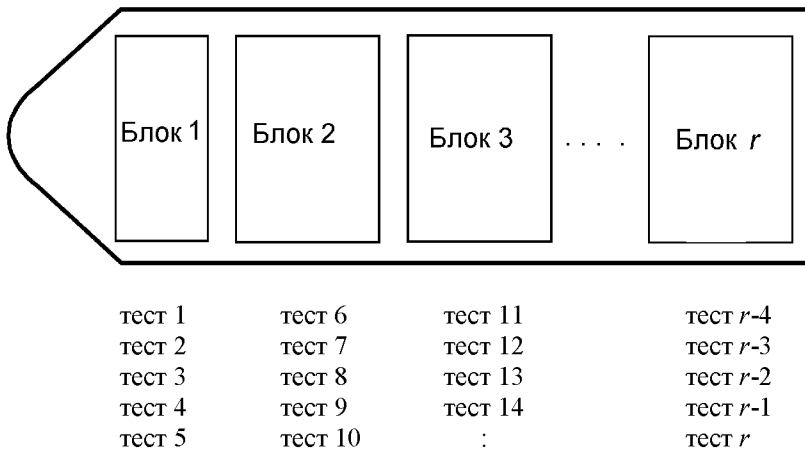 Блок 1 Блок 2 Блок 3 . . . . Блок r
тест 1 тест 6 тест 11 тест r-4
тест 2 тест 7 тест 12 тест r-3
тест 3 тест 8 тест 13 тест r-2
тест 4 тест 9 тест 14 тест r-1
тест 5 тест 10 : тест r